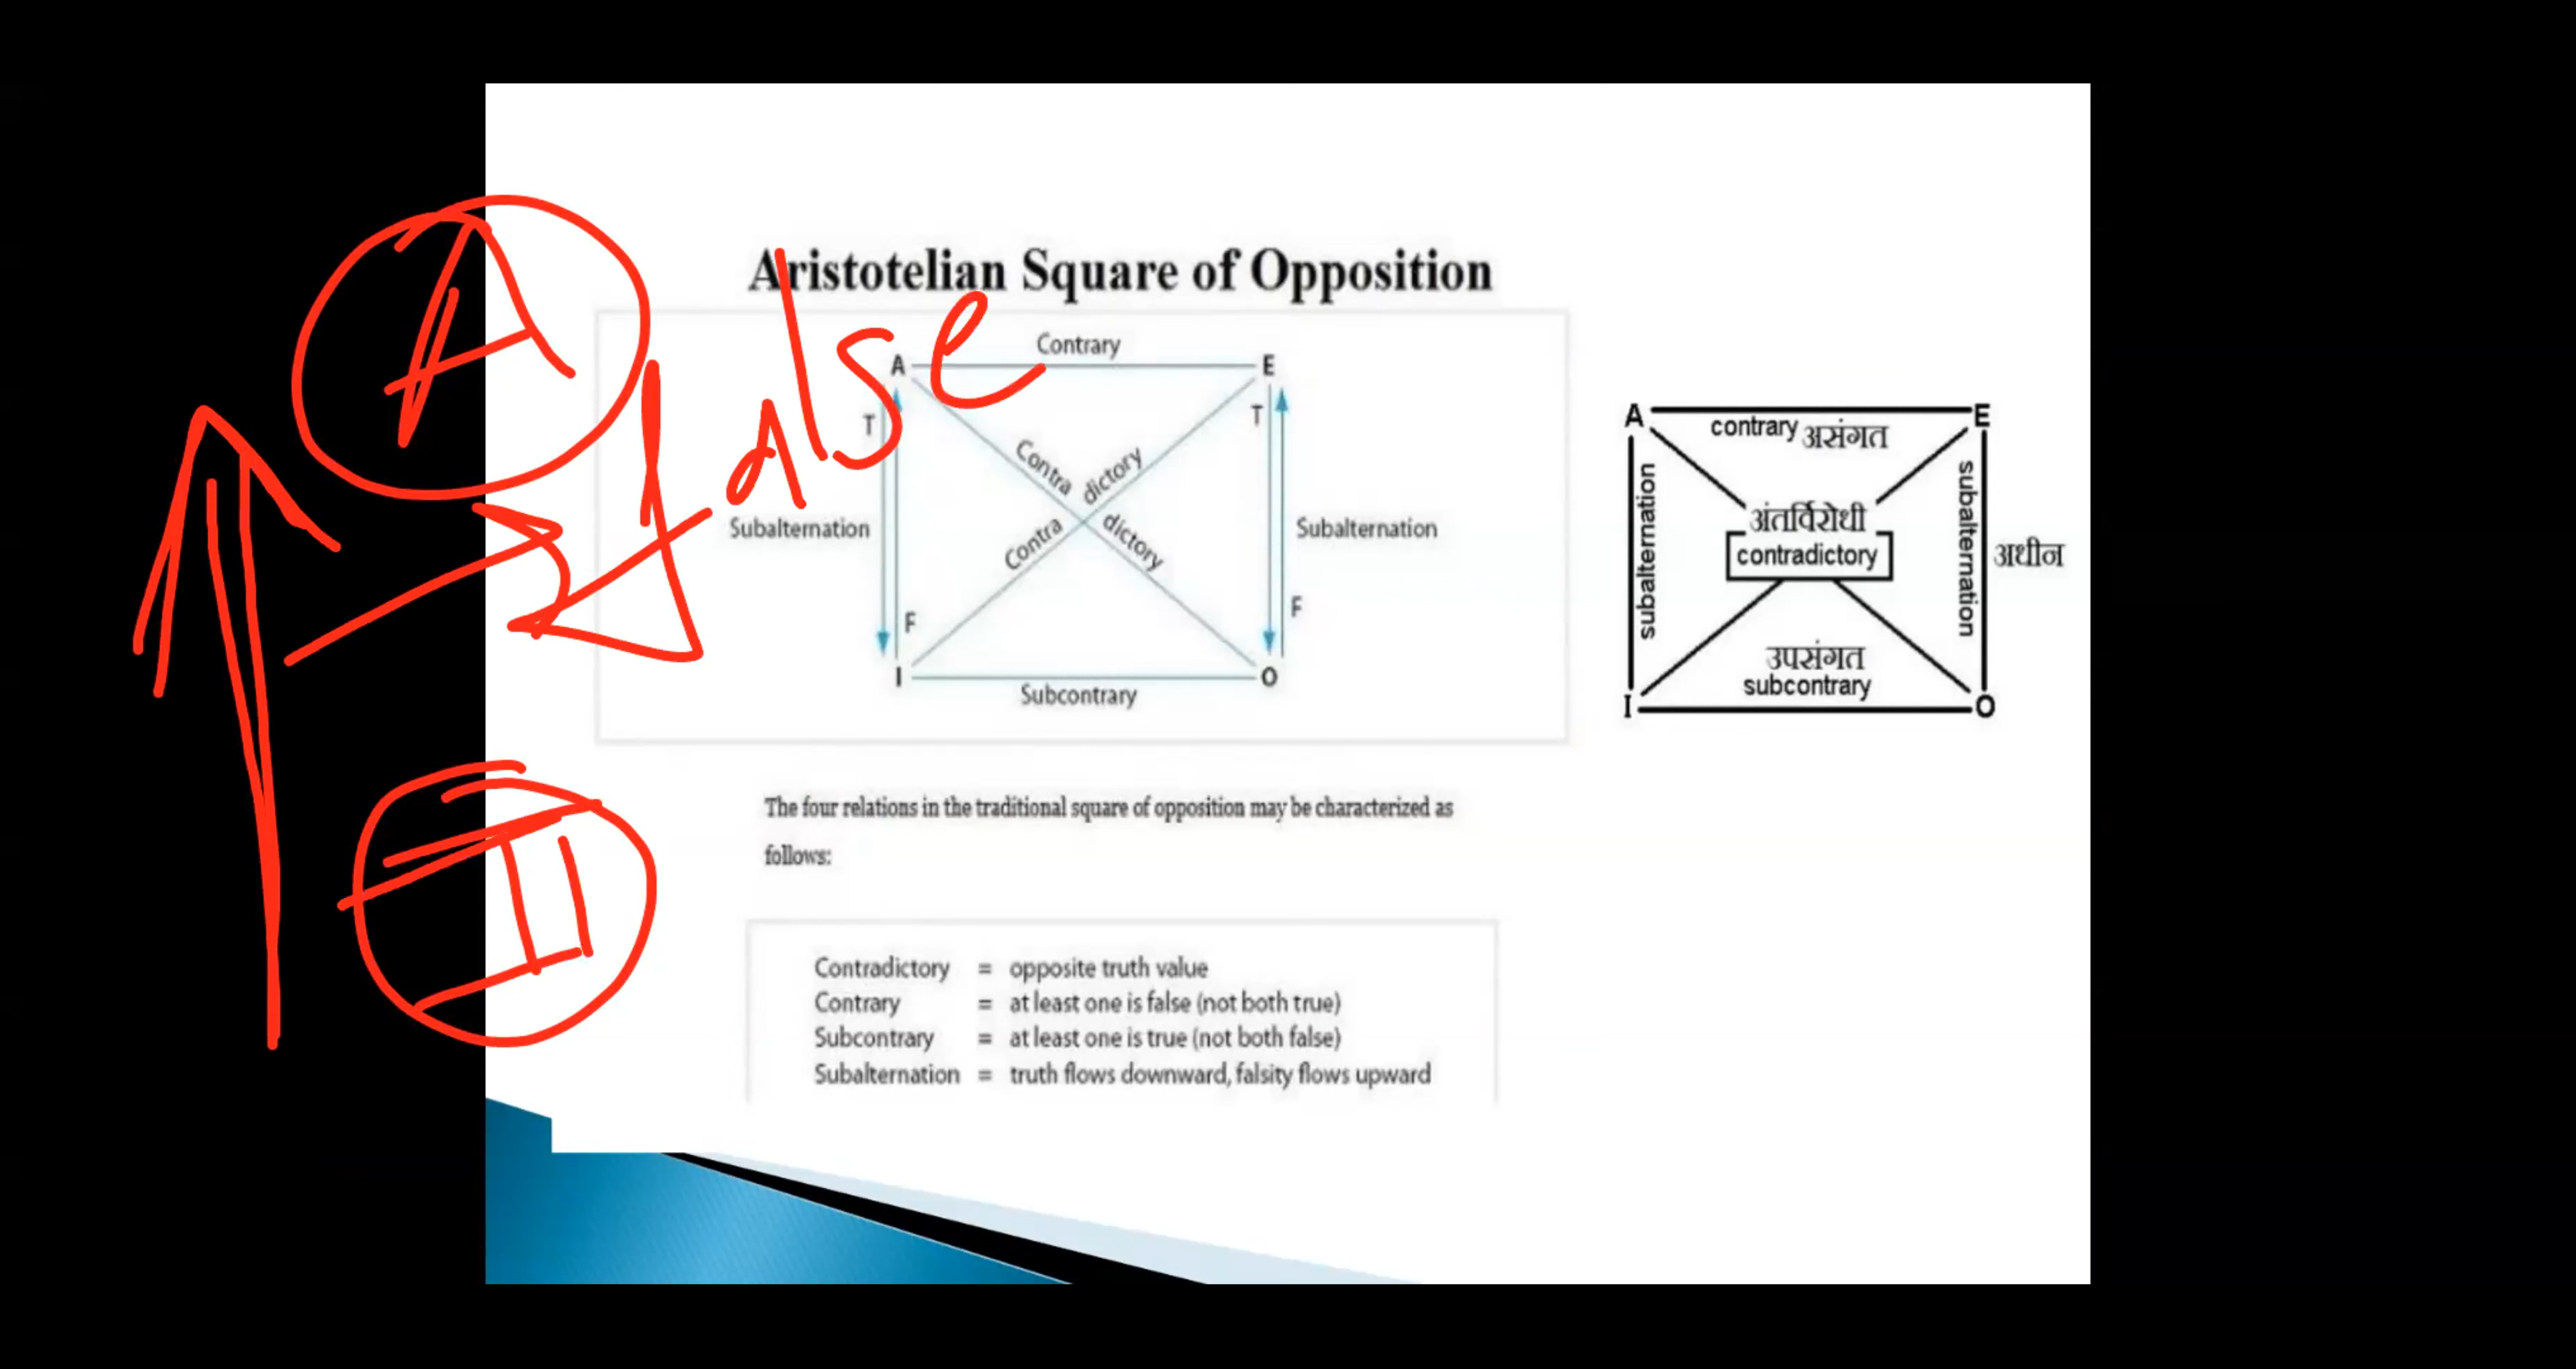 Aristotelian Square of Opposition
A
false
Contrary
A
E
T
T
Contra dictory
Contra dictory
Subalternation
Subalternation
F
F
I
O
Subcontrary
A
E
contrary असंगत
subalternation
अंतर्विरोधी
contradictory
subalternation
अधीन
उपसंगत
subcontrary
I
O
I
The four relations in the traditional square of opposition may be characterized as
follows:
Contradictory = opposite truth value
Contrary = at least one is false (not both true)
Subcontrary = at least one is true (not both false)
Subalternation = truth flows downward, falsity flows upward